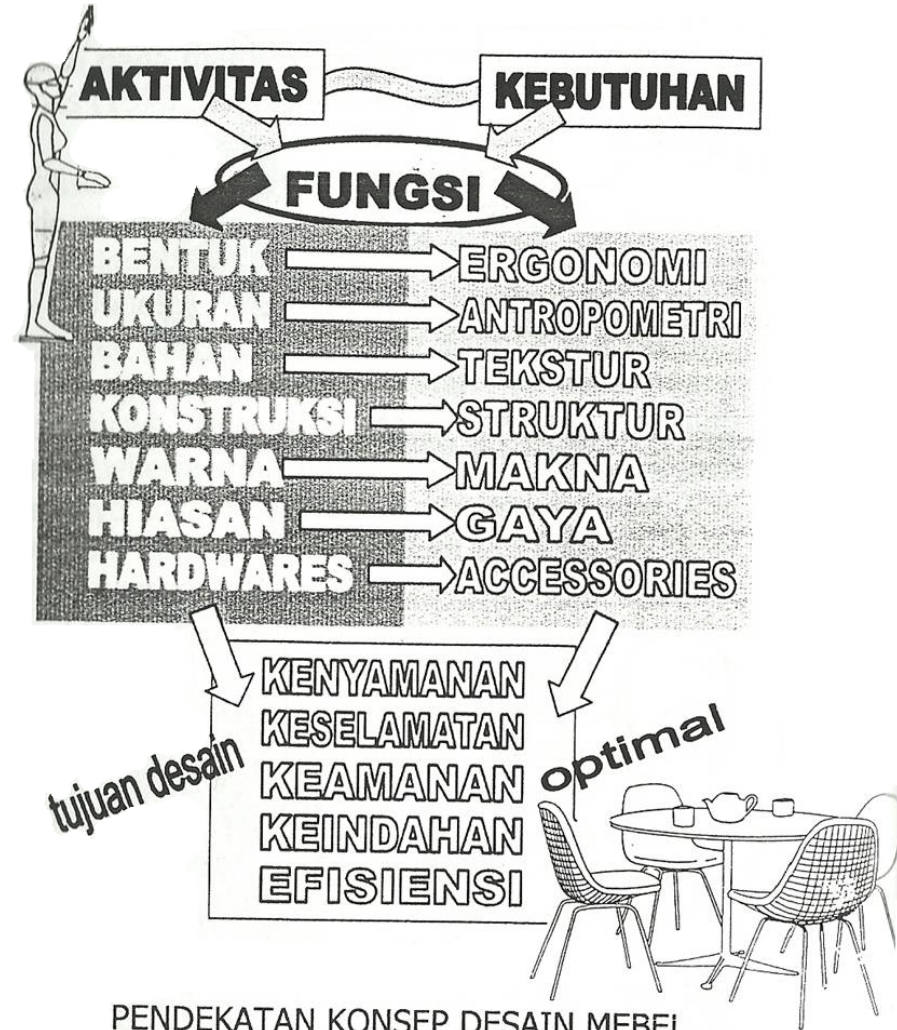 AKTIVITAS
KEBUTUHAN
FUNGSI
BENTUK ERGONOMI
UKURAN ANTROPOMETRI
BAHAN TEKSTUR
KONSTRUKSI STRUKTUR
WARNA MAKNA
HIASAN GAYA
HARDWARES ACCESSORIES
KENYAMANAN
KESELAMATAN
KEAMANAN
KEINDAHAN
EFISIENSI
tujuan desain
optimal
PENDEKATAN KONSEP DESAIN MEBEL